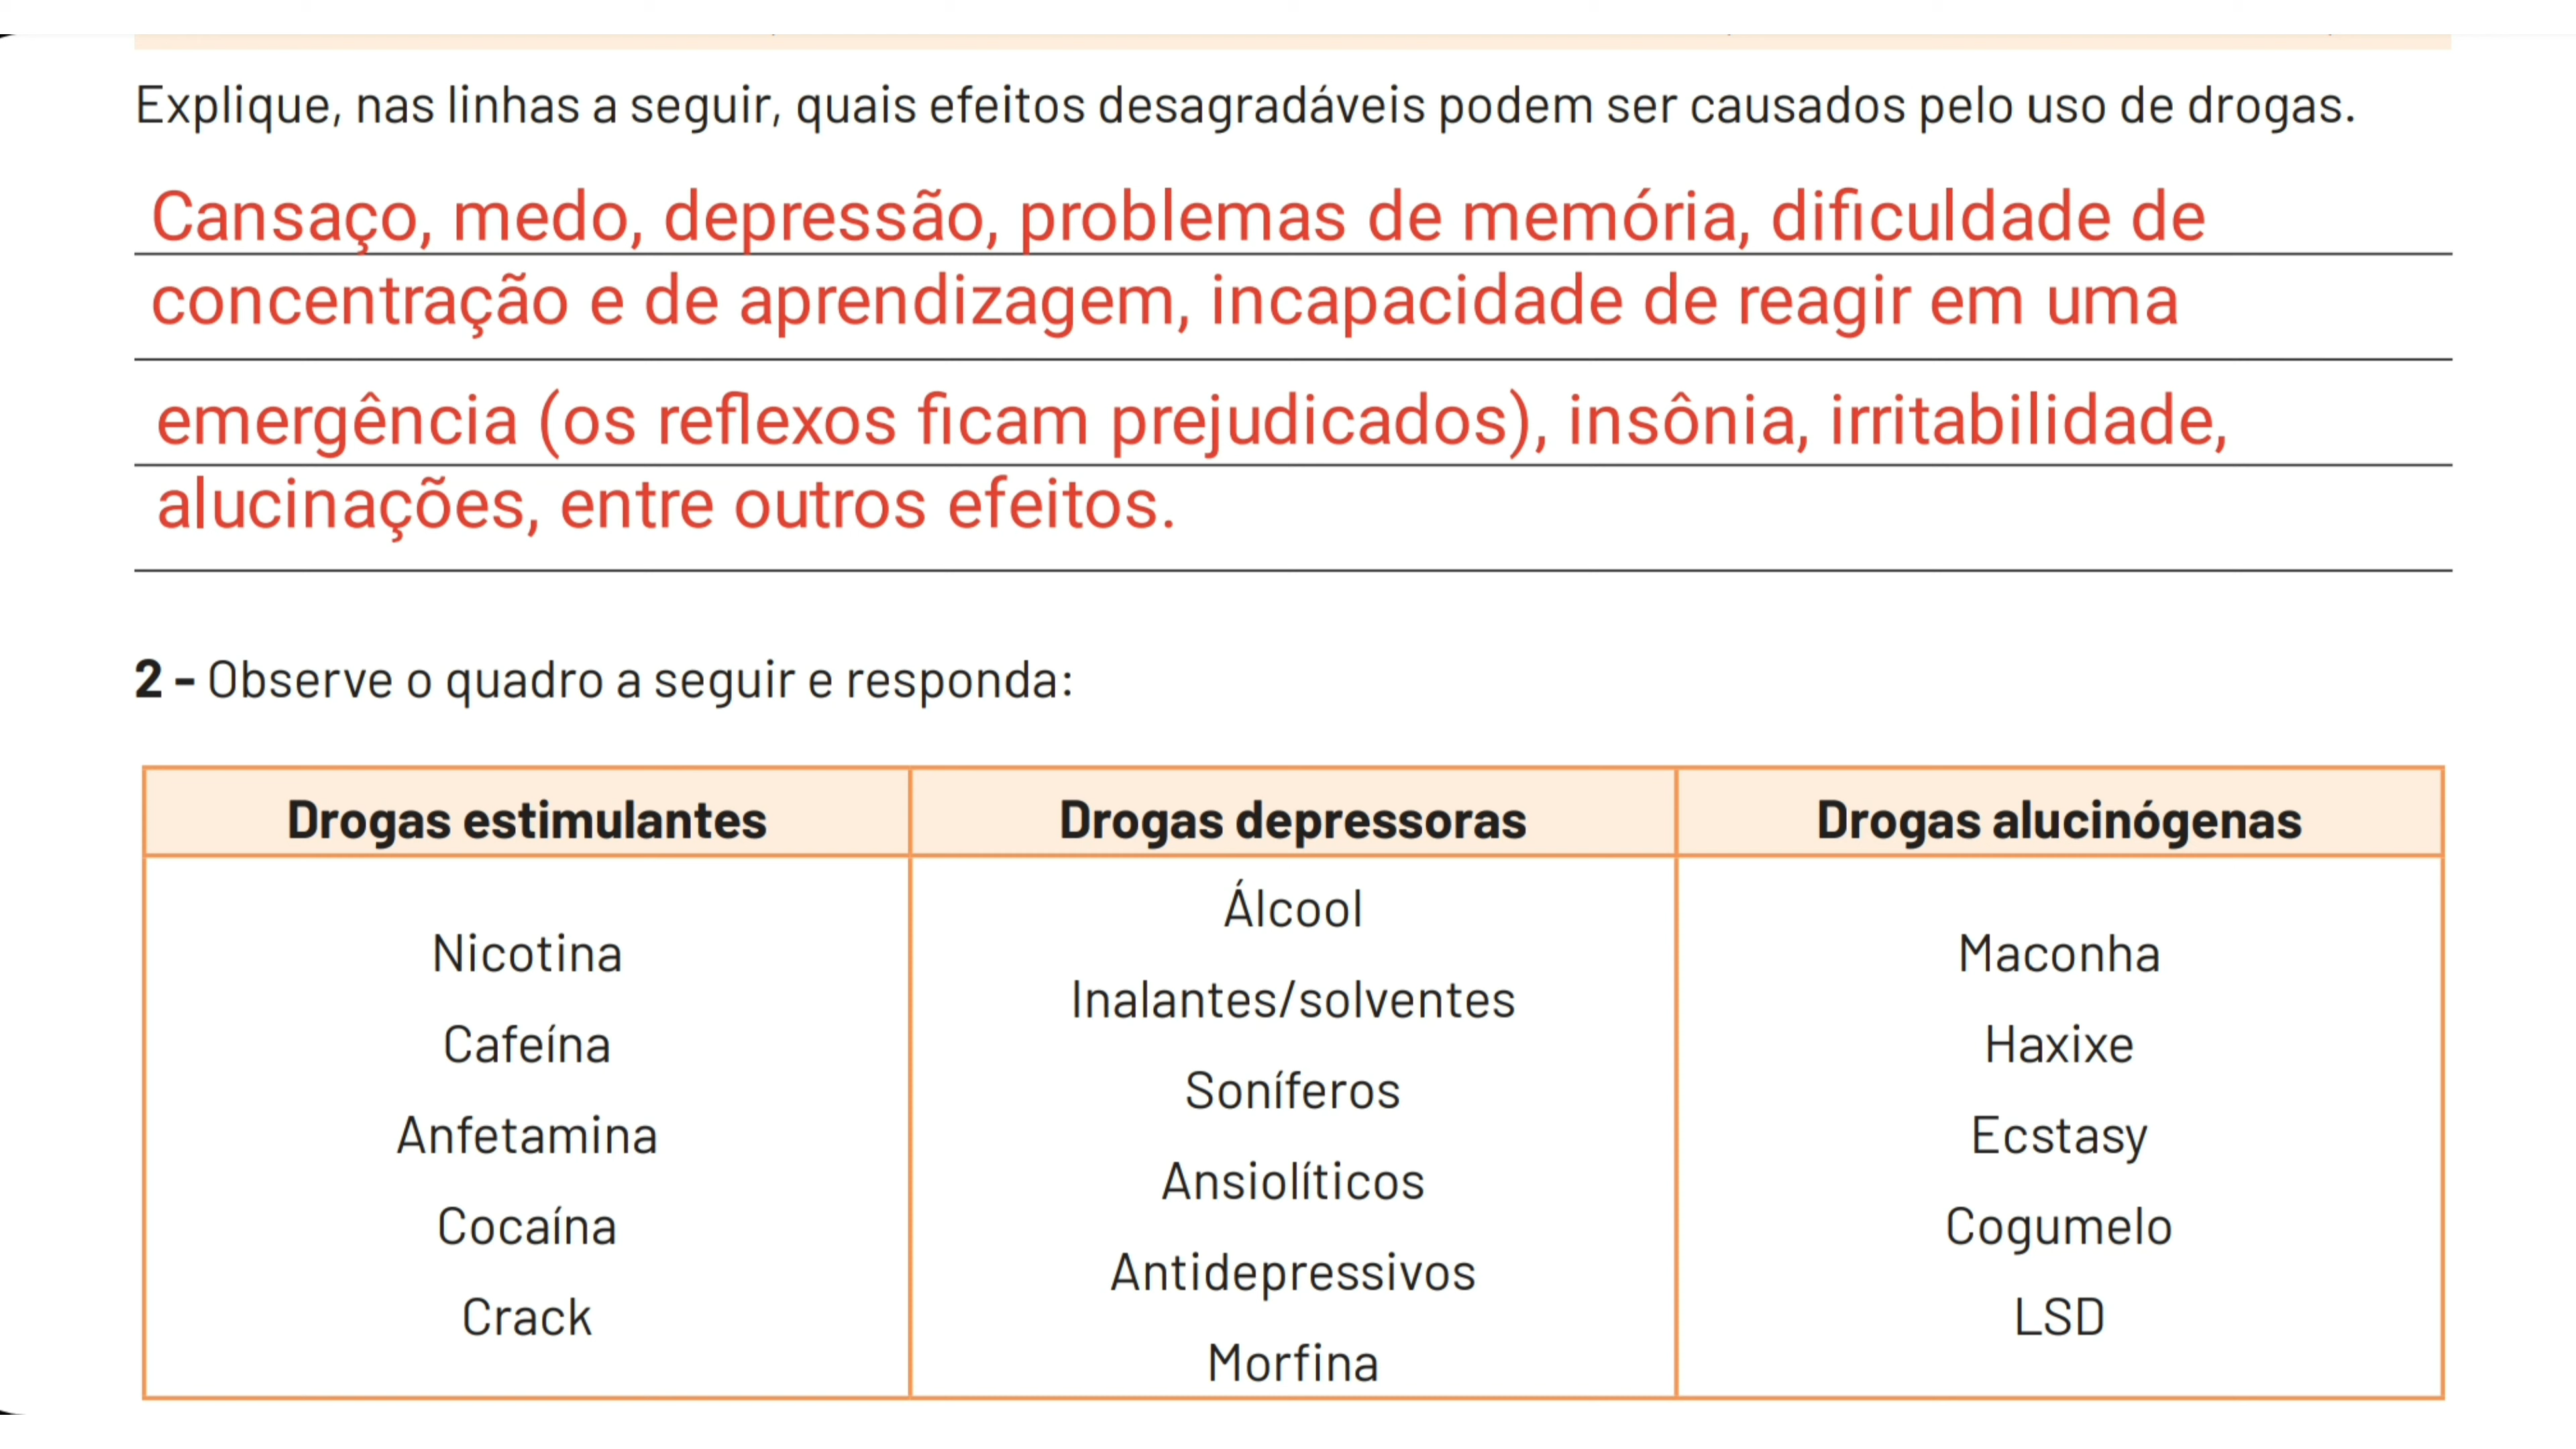 Explique, nas linhas a seguir, quais efeitos desagradáveis podem ser causados pelo uso de drogas.
Cansaço, medo, depressão, problemas de memória, dificuldade de
concentração e de aprendizagem, incapacidade de reagir em uma
emergência (os reflexos ficam prejudicados), insônia, irritabilidade,
alucinações, entre outros efeitos.
2 - Observe o quadro a seguir e responda:
Drogas estimulantes
Nicotina
Cafeína
Anfetamina
Cocaína
Crack
Drogas depressoras
Álcool
Inalantes/solventes
Soníferos
Ansiolíticos
Antidepressivos
Morfina
Drogas alucinógenas
Maconha
Haxixe
Ecstasy
Cogumelo
LSD